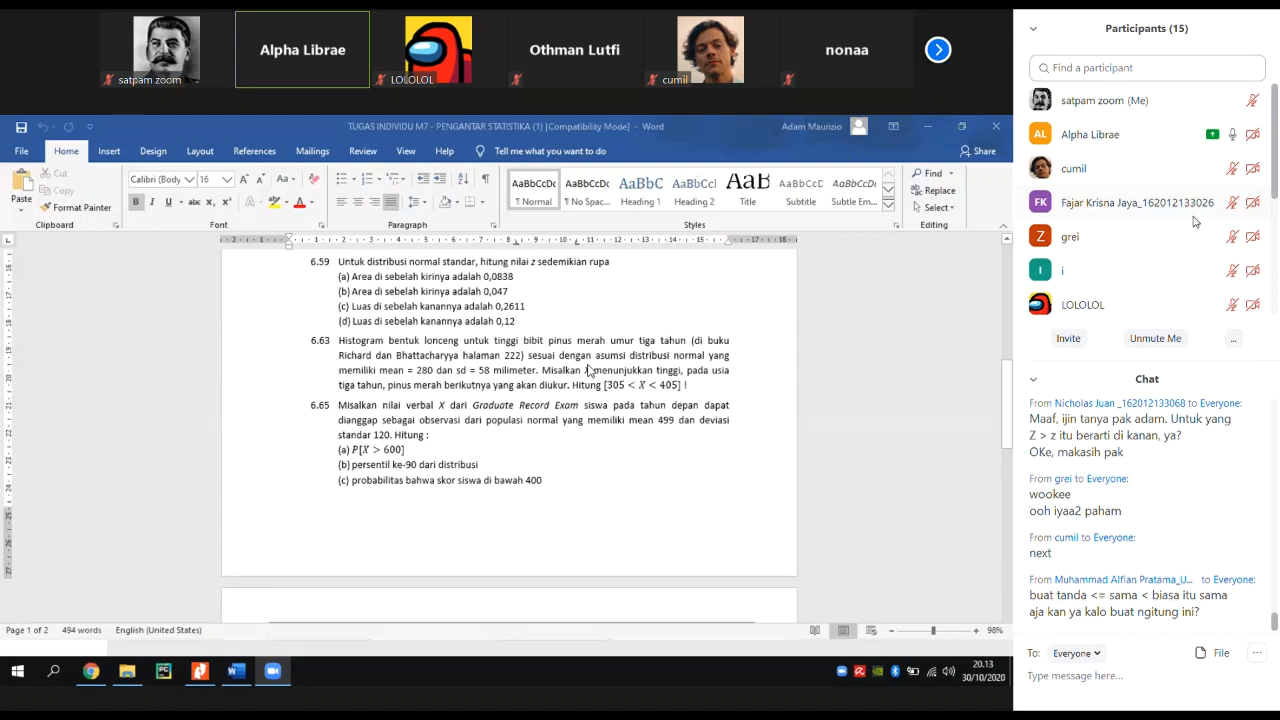 satpam zoom
Alpha Librae
LOLOLOL
Othman Lutfi
cumil
nonaa
TUGAS INDIVIDU M7 - PENGANTAR STATISTIKA (1) [Compatibility Mode] - Word
Adam Maurizio
File Home Insert Design Layout References Mailings Review View Help Tell me what you want to do Share
Paste
Cut
Copy
Format Painter
Calibri (Body) 16
AaBbCcDc AaBbCcDc AaBbC AaBbCcC AaB AaBbCcC AaBbCcDc
¶ Normal ¶ No Spac... Heading 1 Heading 2 Title Subtitle Subtle Em...
Find
Replace
Select
Clipboard Font Paragraph Styles Editing
6.59 Untuk distribusi normal standar, hitung nilai z sedemikian rupa
(a) Area di sebelah kirinya adalah 0,0838
(b) Area di sebelah kirinya adalah 0,047
(c) Luas di sebelah kanannya adalah 0,2611
(d) Luas di sebelah kanannya adalah 0,12
6.63 Histogram bentuk lonceng untuk tinggi bibit pinus merah umur tiga tahun (di buku
Richard dan Bhattacharyya halaman 222) sesuai dengan asumsi distribusi normal yang
memiliki mean = 280 dan sd = 58 milimeter. Misalkan X menunjukkan tinggi, pada usia
tiga tahun, pinus merah berikutnya yang akan diukur. Hitung [305 < X < 405] !
6.65 Misalkan nilai verbal X dari Graduate Record Exam siswa pada tahun depan dapat
dianggap sebagai observasi dari populasi normal yang memiliki mean 499 dan deviasi
standar 120. Hitung :
(a) P[X > 600]
(b) persentil ke-90 dari distribusi
(c) probabilitas bahwa skor siswa di bawah 400
Page 1 of 2 494 words English (United States) 98%
20.13
30/10/2020
Participants (15)
Find a participant
satpam zoom (Me)
AL Alpha Librae
cumil
FK Fajar Krisna Jaya_162012133026
Z grei
I i
LOLOLOL
Invite Unmute Me ...
Chat
From Nicholas Juan _162012133068 to Everyone:
Maaf, ijin tanya pak adam. Untuk yang
Z > z itu berarti di kanan, ya?
OKe, makasih pak
From grei to Everyone:
wookee
ooh iyaa2 paham
From cumil to Everyone:
next
From Muhammad Alfian Pratama_U... to Everyone:
buat tanda <= sama < biasa itu sama
aja kan ya kalo buat ngitung ini?
To: Everyone File ...
Type message here...